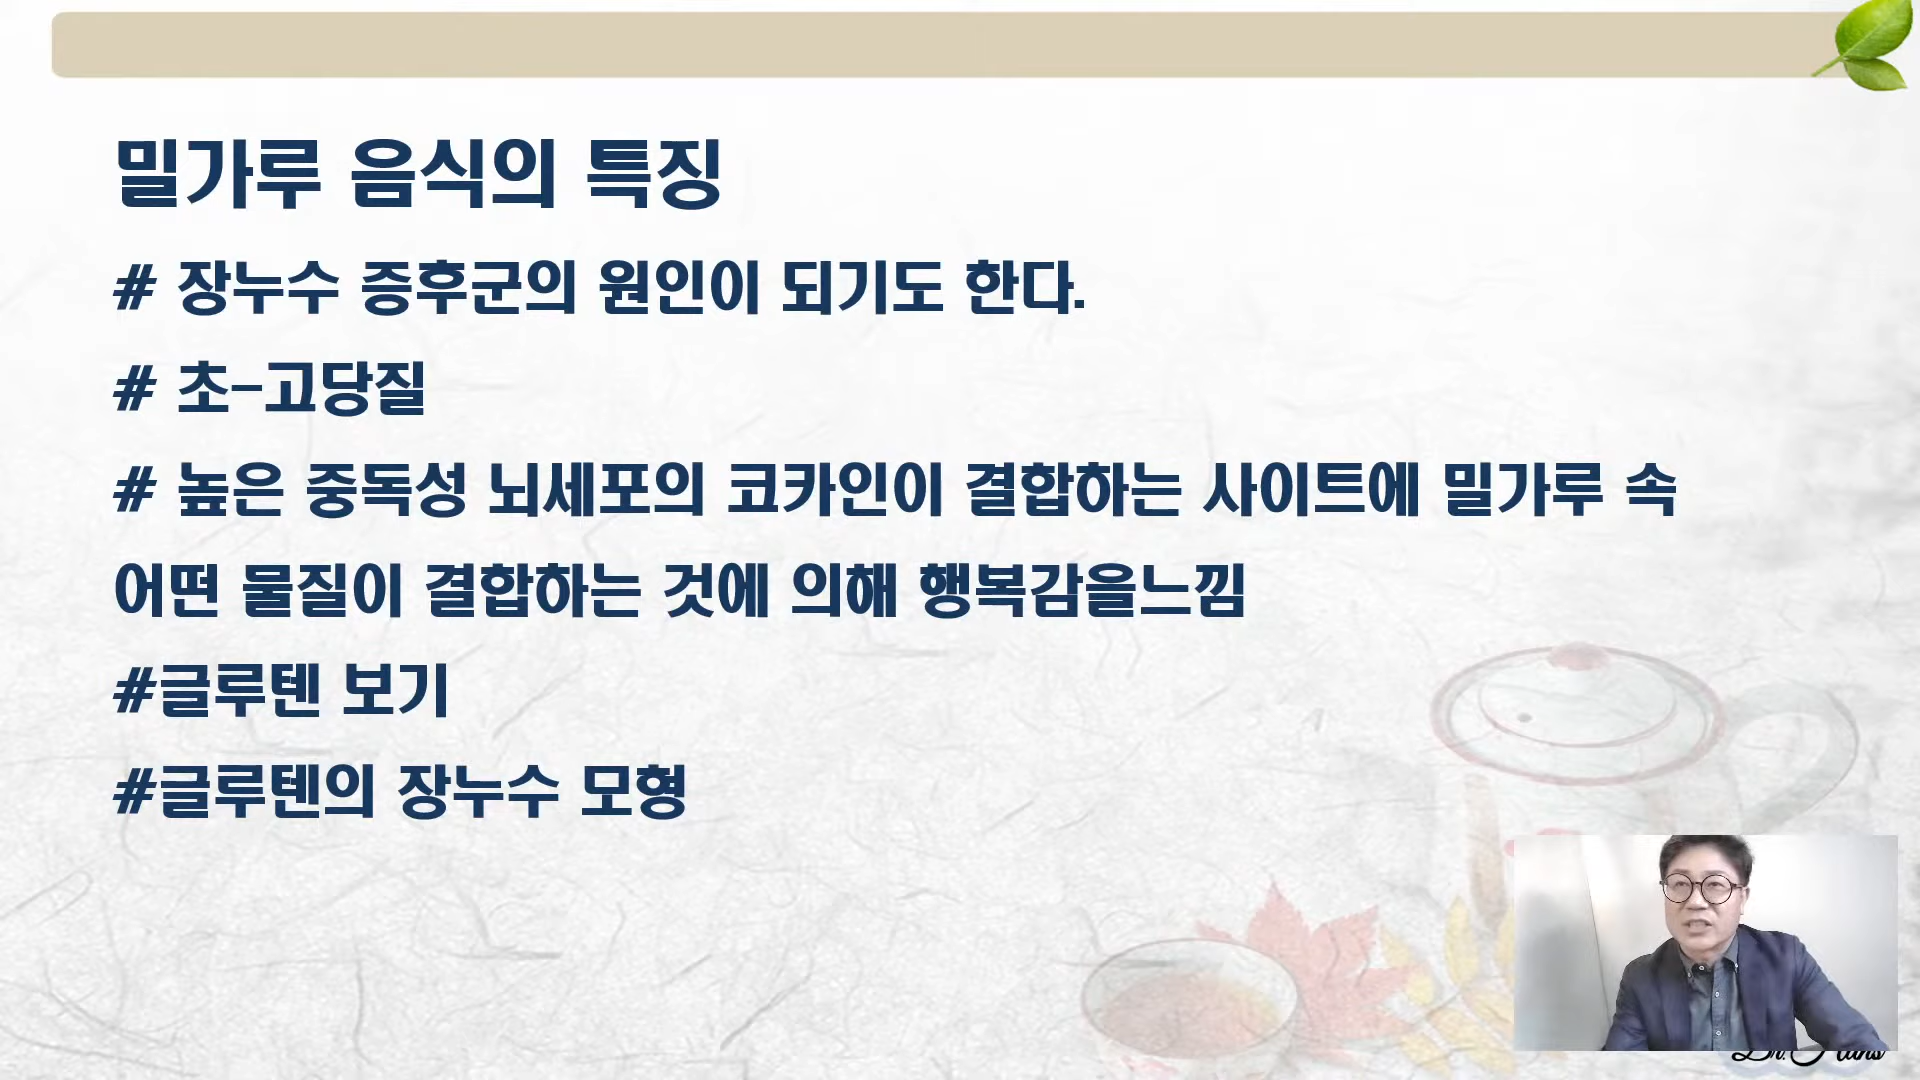 밀가루 음식의 특징
# 장누수 증후군의 원인이 되기도 한다.
# 초-고당질
# 높은 중독성 뇌세포의 코카인이 결합하는 사이트에 밀가루 속
어떤 물질이 결합하는 것에 의해 행복감을느낌
#글루텐 보기
#글루텐의 장누수 모형
Dr.